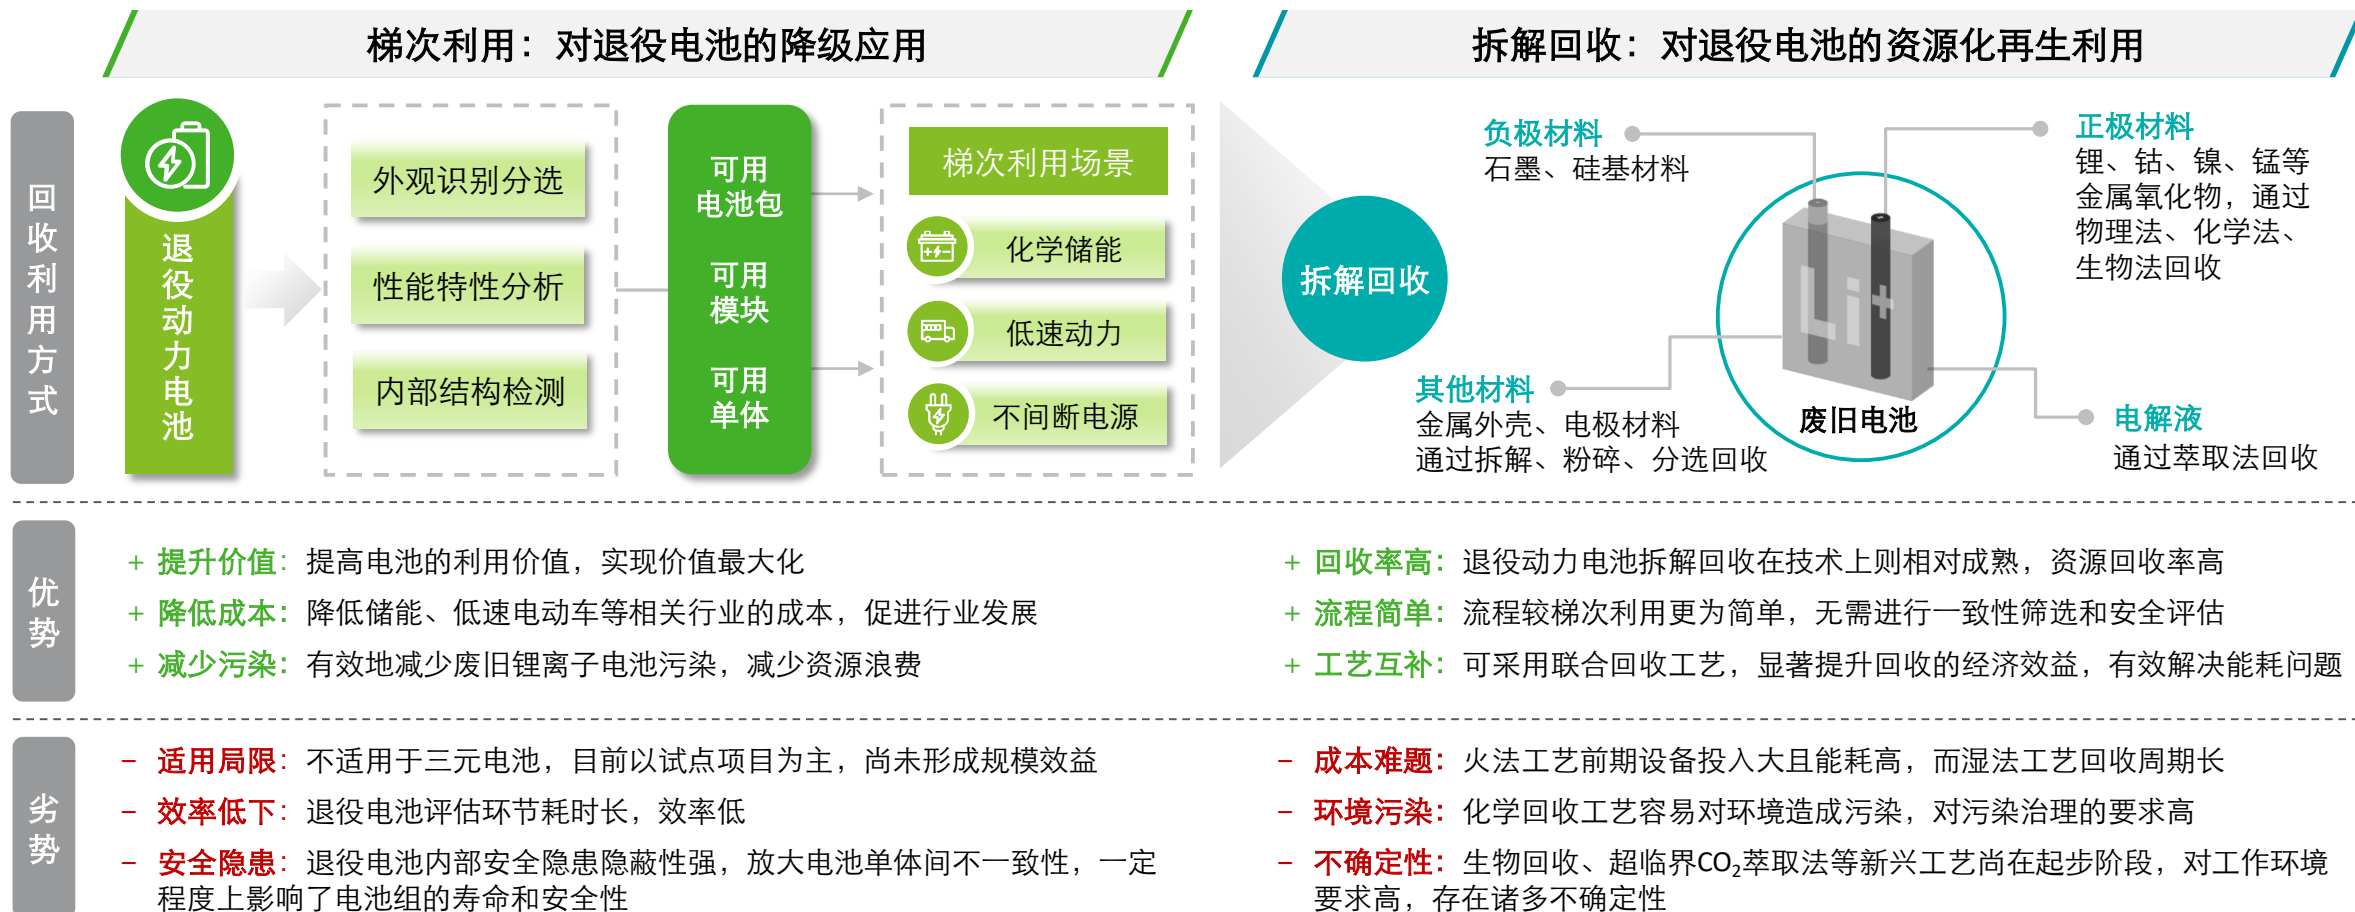 梯次利用：对退役电池的降级应用
拆解回收：对退役电池的资源化再生利用
回收利用方式
退役动力电池
外观识别分选
性能特性分析
内部结构检测
可用
电池包
可用
模块
可用
单体
梯次利用场景
化学储能
低速动力
不间断电源
拆解回收
负极材料
石墨、硅基材料
正极材料
锂、钴、镍、锰等
金属氧化物，通过
物理法、化学法、
生物法回收
Li+
废旧电池
其他材料
金属外壳、电极材料
通过拆解、粉碎、分选回收
电解液
通过萃取法回收
优势
+ 提升价值：提高电池的利用价值，实现价值最大化
+ 降低成本：降低储能、低速电动车等相关行业的成本，促进行业发展
+ 减少污染：有效地减少废旧锂离子电池污染，减少资源浪费
+ 回收率高：退役动力电池拆解回收在技术上则相对成熟，资源回收率高
+ 流程简单：流程较梯次利用更为简单，无需进行一致性筛选和安全评估
+ 工艺互补：可采用联合回收工艺，显著提升回收的经济效益，有效解决能耗问题
劣势
– 适用局限：不适用于三元电池，目前以试点项目为主，尚未形成规模效益
– 效率低下：退役电池评估环节耗时长，效率低
– 安全隐患：退役电池内部安全隐患隐蔽性强，放大电池单体间不一致性，一定
程度上影响了电池组的寿命和安全性
– 成本难题：火法工艺前期设备投入大且能耗高，而湿法工艺回收周期长
– 环境污染：化学回收工艺容易对环境造成污染，对污染治理的要求高
– 不确定性：生物回收、超临界CO₂萃取法等新兴工艺尚在起步阶段，对工作环境
要求高，存在诸多不确定性